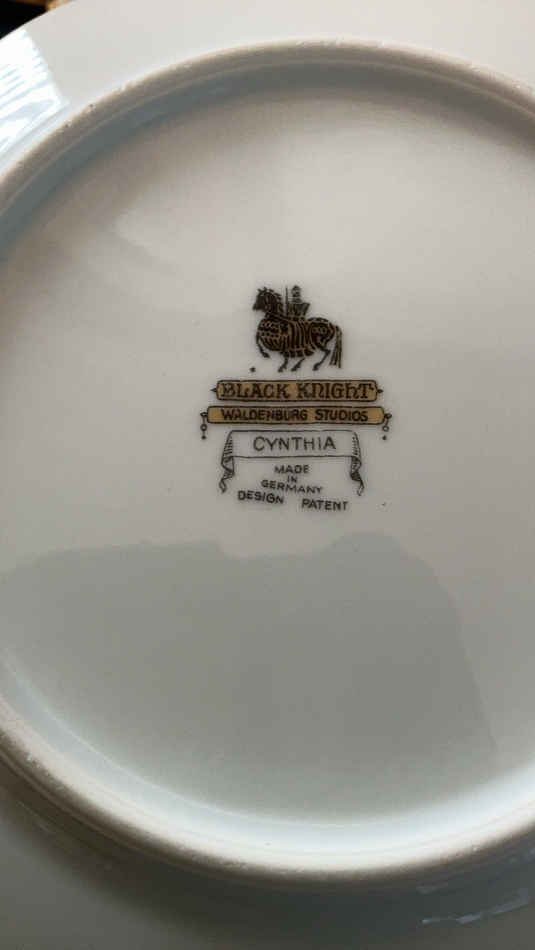 BLACK KNIGHT
WALDENBURG STUDIOS
CYNTHIA
MADE
IN
GERMANY
DESIGN PATENT